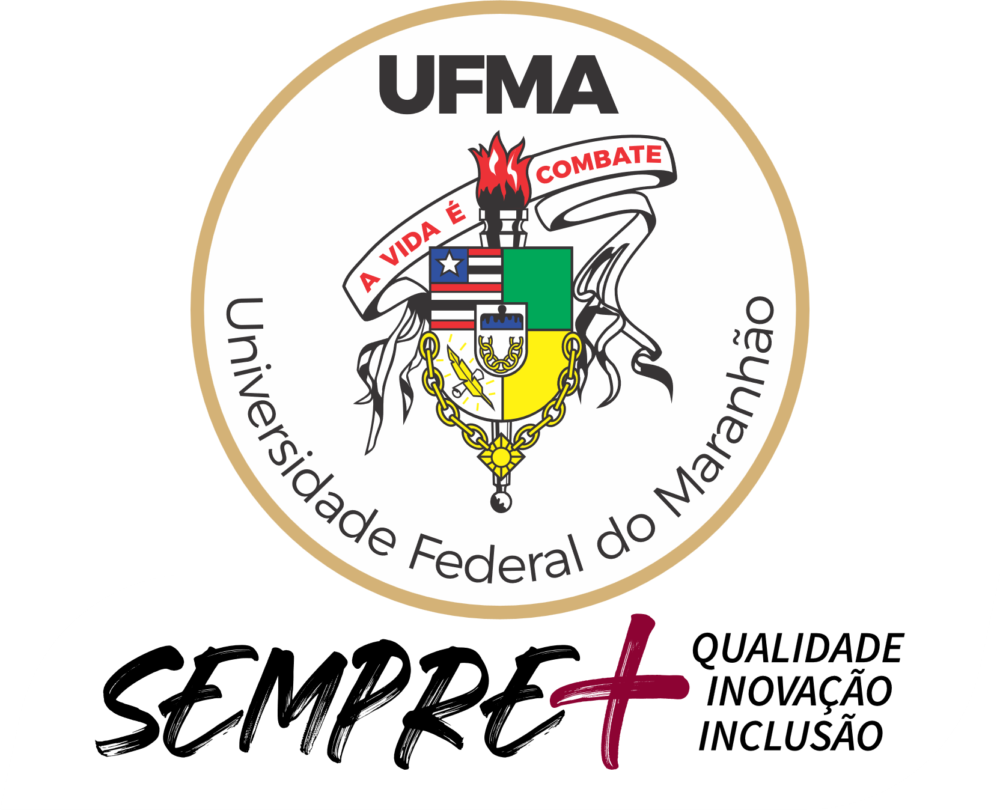 UFMA
A VIDA É COMBATE
Universidade Federal do Maranhão
SEMPRE+
QUALIDADE
INOVAÇÃO
INCLUSÃO